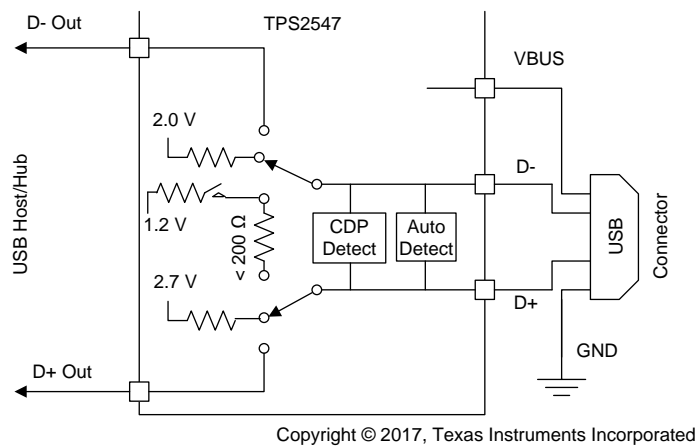 D- Out
TPS2547
VBUS
2.0 V
D-
1.2 V
< 200 Ω
CDP
Detect
Auto
Detect
USB
Connector
USB Host/Hub
2.7 V
D+
GND
D+ Out
Copyright © 2017, Texas Instruments Incorporated